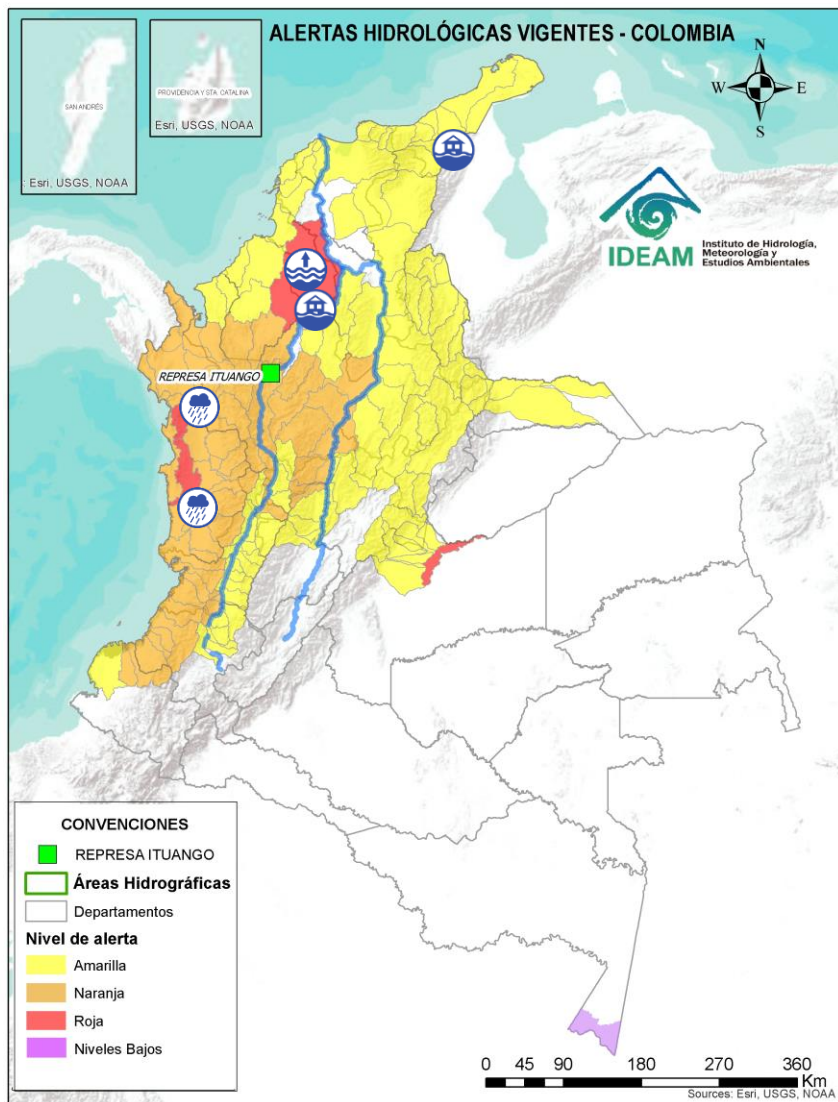 ALERTAS HIDROLÓGICAS VIGENTES - COLOMBIA
SAN ANDRÉS
: Esri, USGS, NOAA
PROVIDENCIA Y STA. CATALINA
Esri, USGS, NOAA
N
W
E
S
IDEAM
Instituto de Hidrología,
Meteorología y
Estudios Ambientales
REPRESA ITUANGO
CONVENCIONES
REPRESA ITUANGO
Áreas Hidrográficas
Departamentos
Nivel de alerta
Amarilla
Naranja
Roja
Niveles Bajos
0 45 90 180 270 360
Km
Sources: Esri, USGS, NOAA